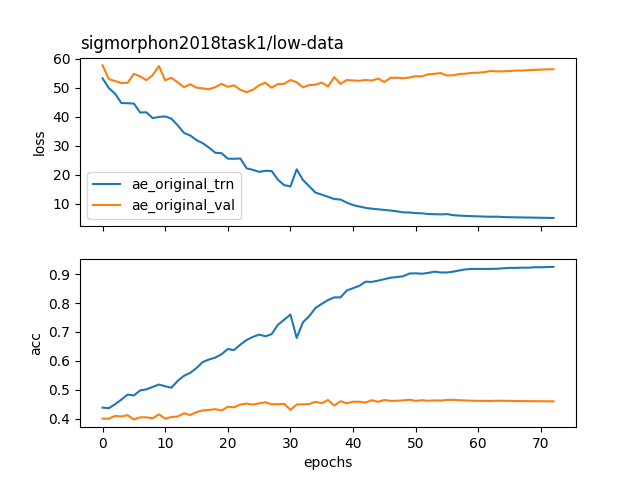 sigmorphon2018task1/low-data
60
50
40
30
20
10
loss
ae_original_trn
ae_original_val
0.9
0.8
0.7
0.6
0.5
0.4
acc
0 10 20 30 40 50 60 70
epochs